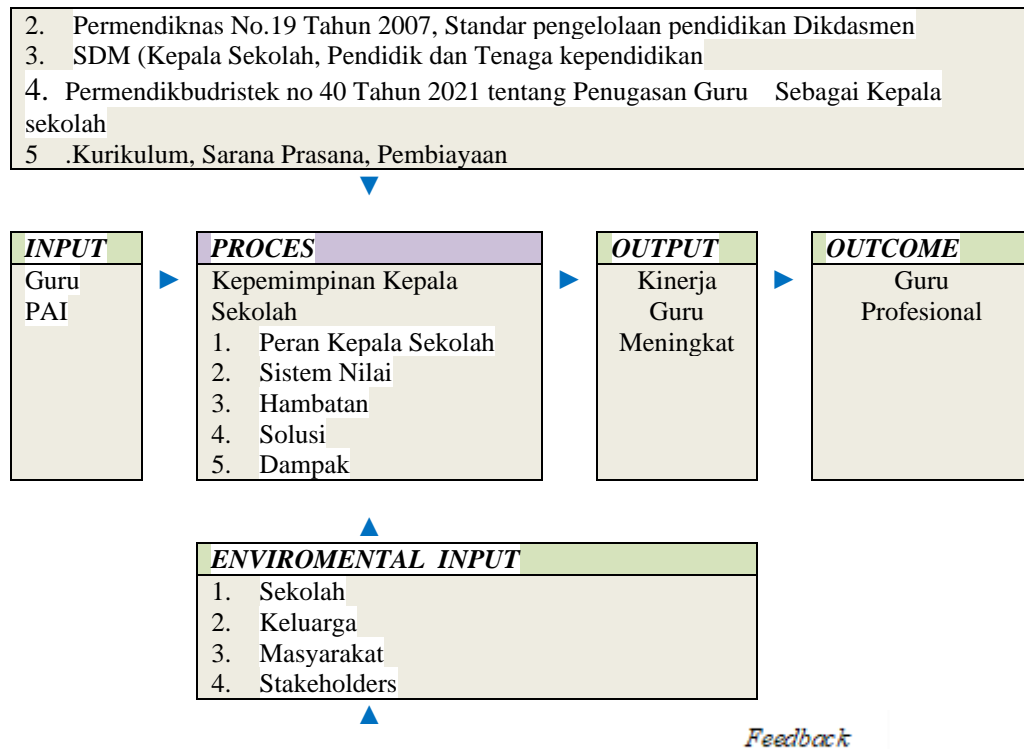 2. Permendiknas No.19 Tahun 2007, Standar pengelolaan pendidikan Dikdasmen
3. SDM (Kepala Sekolah, Pendidik dan Tenaga kependidikan
4. Permendikbudristek no 40 Tahun 2021 tentang Penugasan Guru Sebagai Kepala
sekolah
5 .Kurikulum, Sarana Prasana, Pembiayaan
INPUT
Guru
PAI
PROCES
Kepemimpinan Kepala
Sekolah
1. Peran Kepala Sekolah
2. Sistem Nilai
3. Hambatan
4. Solusi
5. Dampak
OUTPUT
Kinerja
Guru
Meningkat
OUTCOME
Guru
Profesional
ENVIROMENTAL INPUT
1. Sekolah
2. Keluarga
3. Masyarakat
4. Stakeholders
Feedback